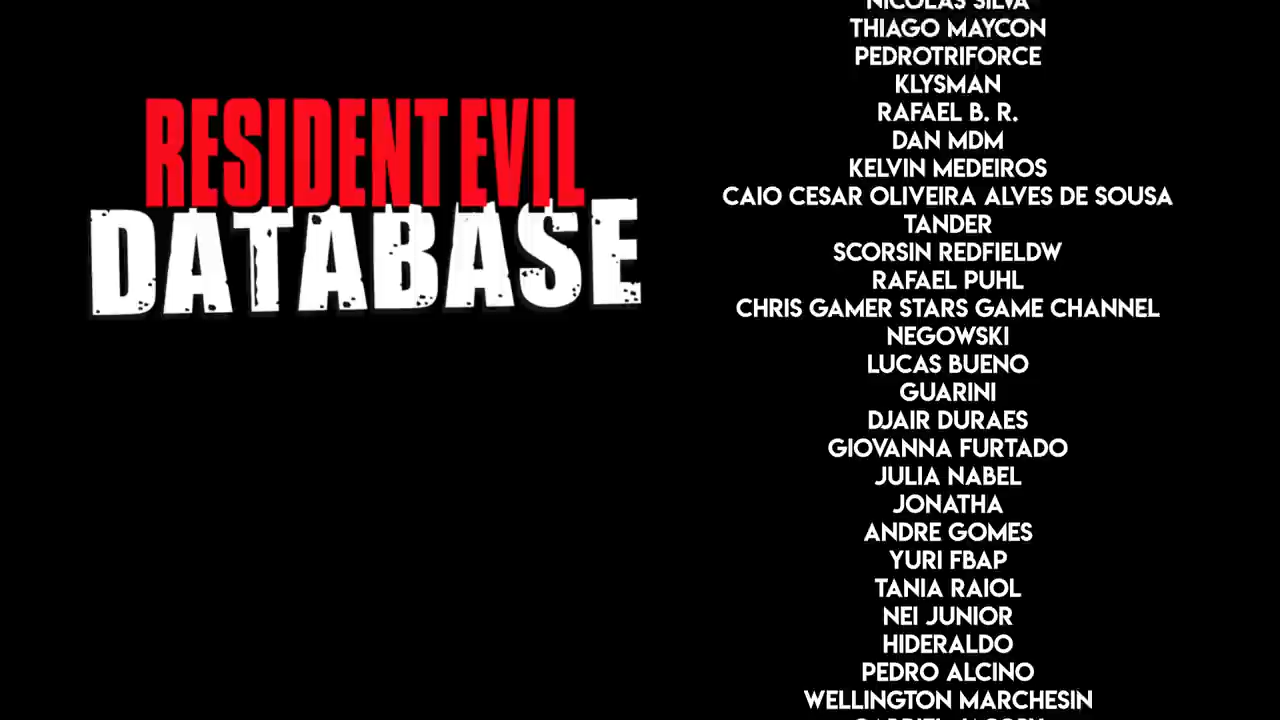 RESIDENT EVIL
DATABASE
NICOLAS SILVA
THIAGO MAYCON
PEDROTRIFORCE
KLYSMAN
RAFAEL B. R.
DAN MDM
KELVIN MEDEIROS
CAIO CESAR OLIVEIRA ALVES DE SOUSA
TANDER
SCORSIN REDFIELDW
RAFAEL PUHL
CHRIS GAMER STARS GAME CHANNEL
NEGOWSKI
LUCAS BUENO
GUARINI
DJAIR DURAES
GIOVANNA FURTADO
JULIA NABEL
JONATHA
ANDRE GOMES
YURI FBAP
TANIA RAIOL
NEI JUNIOR
HIDERALDO
PEDRO ALCINO
WELLINGTON MARCHESIN